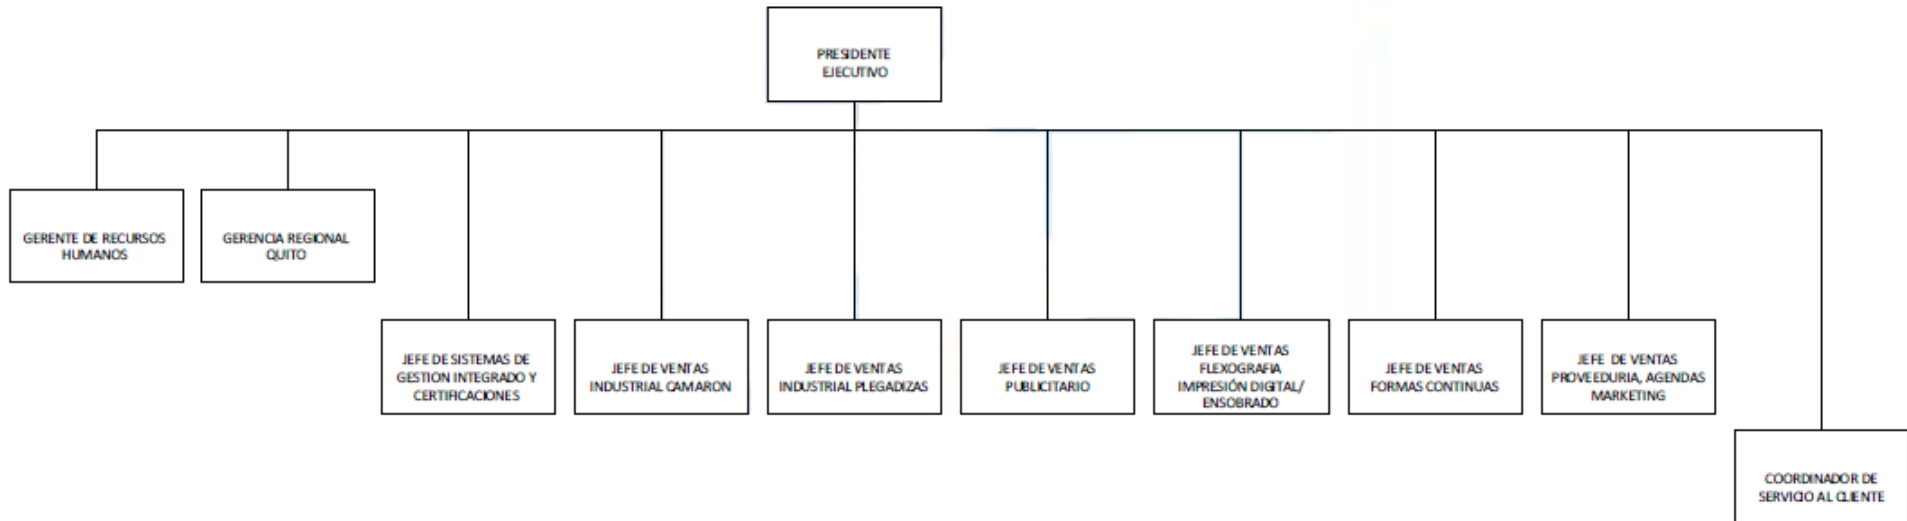 PRESIDENTE
EJECUTIVO
GERENTE DE RECURSOS
HUMANOS
GERENCIA REGIONAL
QUITO
JEFE DE SISTEMAS DE
GESTION INTEGRADO Y
CERTIFICACIONES
JEFE DE VENTAS
INDUSTRIAL CAMARON
JEFE DE VENTAS
INDUSTRIAL PLEGADIZAS
JEFE DE VENTAS
PUBLICITARIO
JEFE DE VENTAS
FLEXOGRAFIA
IMPRESIÓN DIGITAL/
ENSOBRADO
JEFE DE VENTAS
FORMAS CONTINUAS
JEFE DE VENTAS
PROVEEDURIA, AGENDAS
MARKETING
COORDINADOR DE
SERVICIO AL CLIENTE